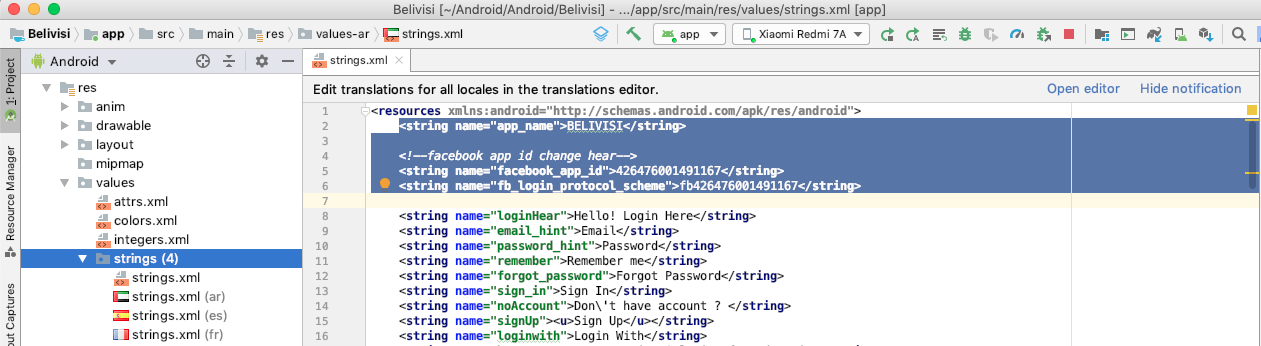 Belivisi [~/Android/Android/Belivisi] - .../app/src/main/res/values/strings.xml [app]
Belivisi app src main res values-ar strings.xml app Xiaomi Redmi 7A
1: Project
Resource Manager
out Captures
Android
res
anim
drawable
layout
mipmap
values
attrs.xml
colors.xml
integers.xml
strings (4)
strings.xml
strings.xml (ar)
strings.xml (es)
strings.xml (fr)
strings.xml
Edit translations for all locales in the translations editor. Open editor Hide notification
1 <resources xmlns:android="http://schemas.android.com/apk/res/android">
2 <string name="app_name">BELIVISI</string>
3
4 <!--facebook app id change hear-->
5 <string name="facebook_app_id">426476001491167</string>
6 <string name="fb_login_protocol_scheme">fb426476001491167</string>
7
8 <string name="loginHear">Hello! Login Here</string>
9 <string name="email_hint">Email</string>
10 <string name="password_hint">Password</string>
11 <string name="remember">Remember me</string>
12 <string name="forgot_password">Forgot Password</string>
13 <string name="sign_in">Sign In</string>
14 <string name="noAccount">Don\'t have account ? </string>
15 <string name="signUp"><u>Sign Up</u></string>
16 <string name="loginwith">Login With</string>